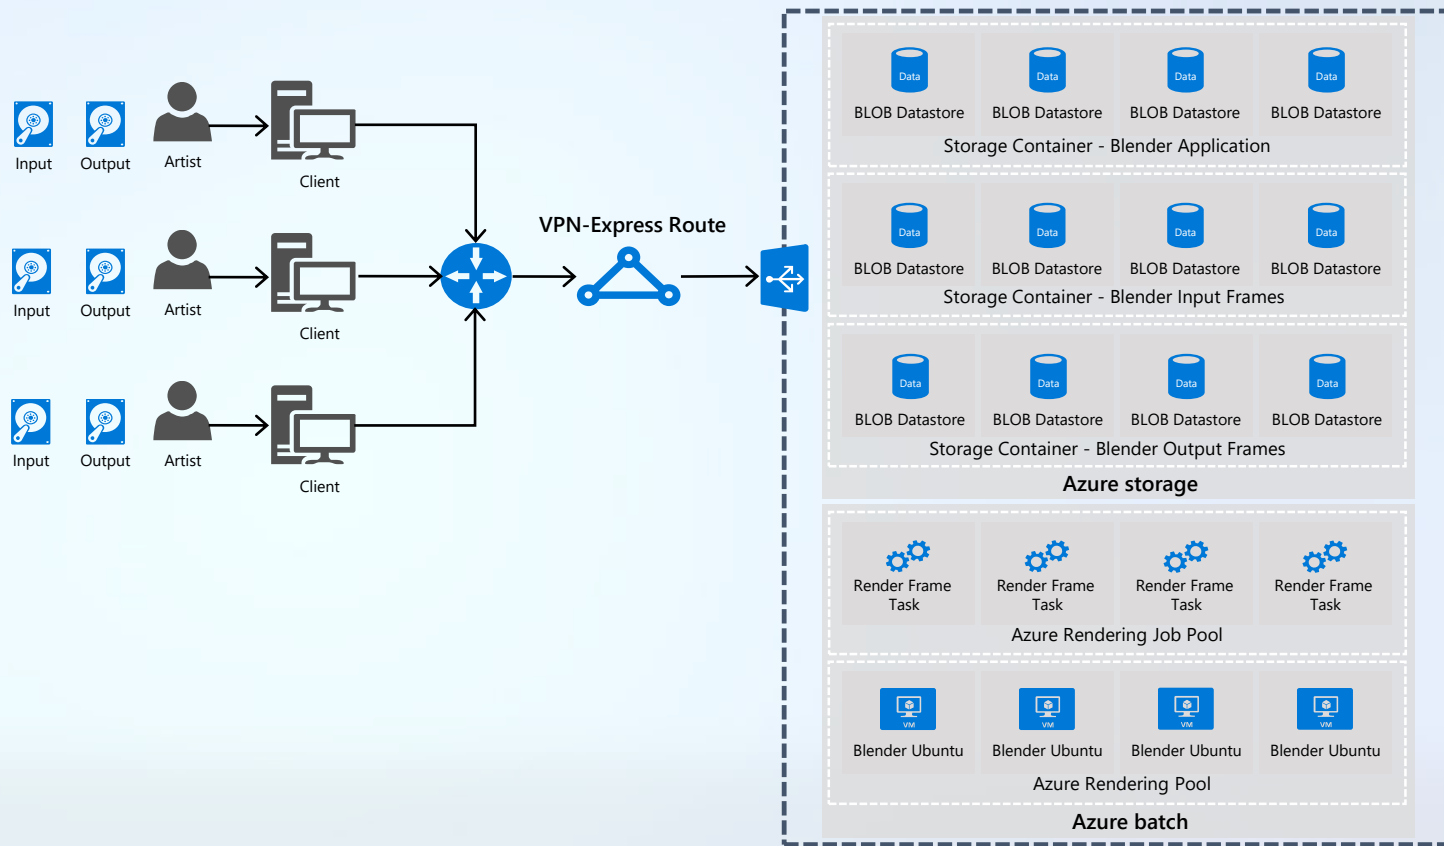 Data Data Data Data
BLOB Datastore BLOB Datastore BLOB Datastore BLOB Datastore
Storage Container - Blender Application
Input Output Artist
Client
VPN-Express Route
Data Data Data Data
BLOB Datastore BLOB Datastore BLOB Datastore BLOB Datastore
Storage Container - Blender Input Frames
Input Output Artist
Client
Data Data Data Data
BLOB Datastore BLOB Datastore BLOB Datastore BLOB Datastore
Storage Container - Blender Output Frames
Input Output Artist
Client
Azure storage
Render Frame Render Frame Render Frame Render Frame
Task Task Task Task
Azure Rendering Job Pool
VM VM VM VM
Blender Ubuntu Blender Ubuntu Blender Ubuntu Blender Ubuntu
Azure Rendering Pool
Azure batch